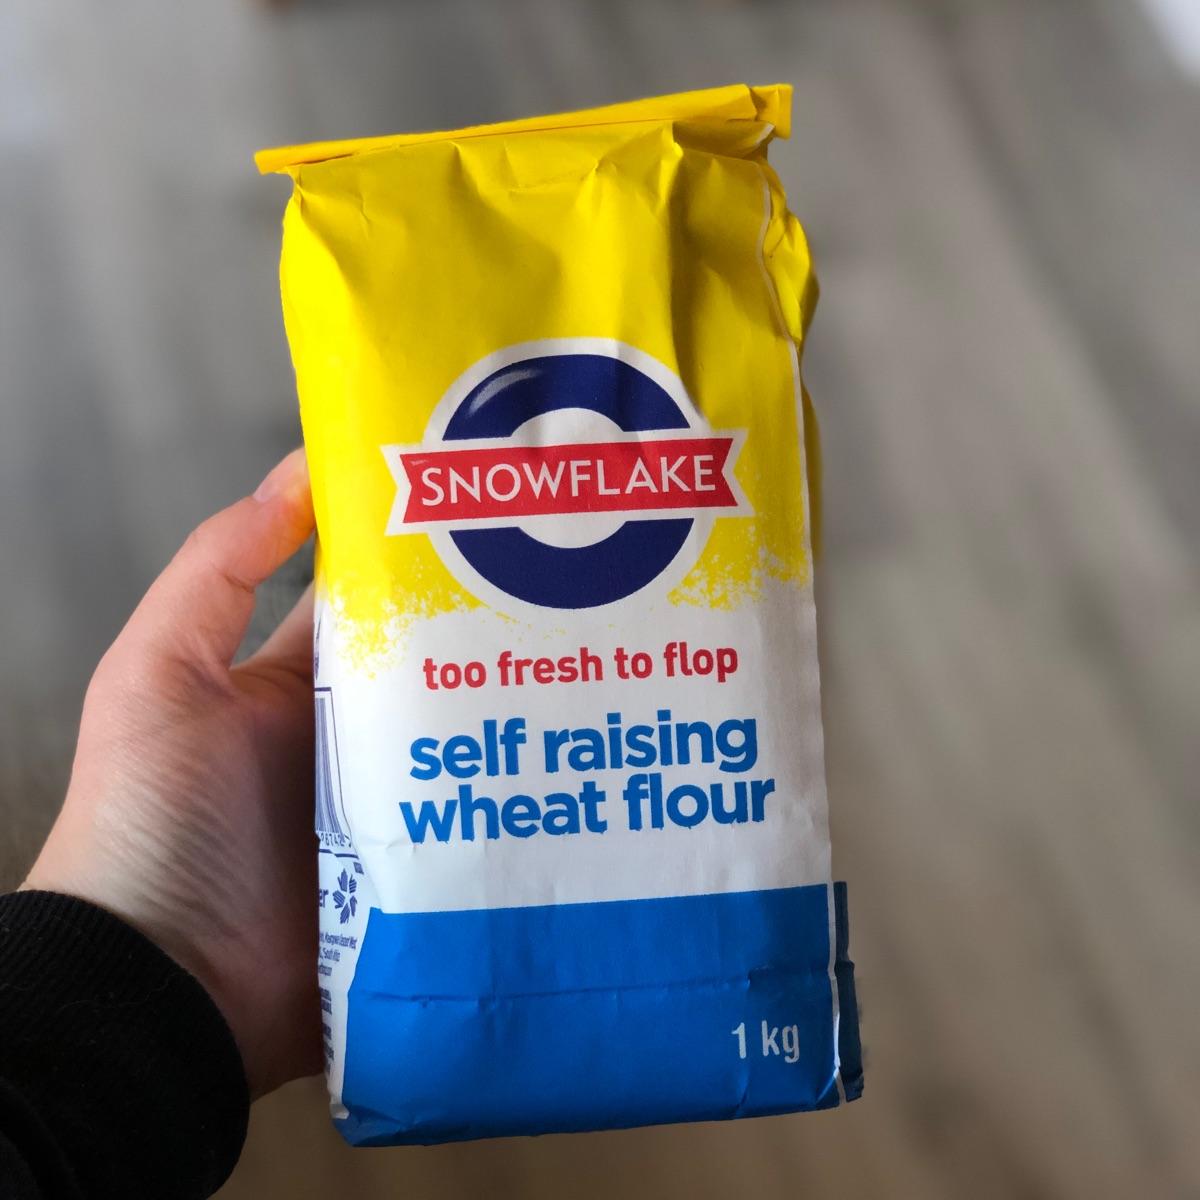 SNOWFLAKE
too fresh to flop
self raising
wheat flour
1 kg